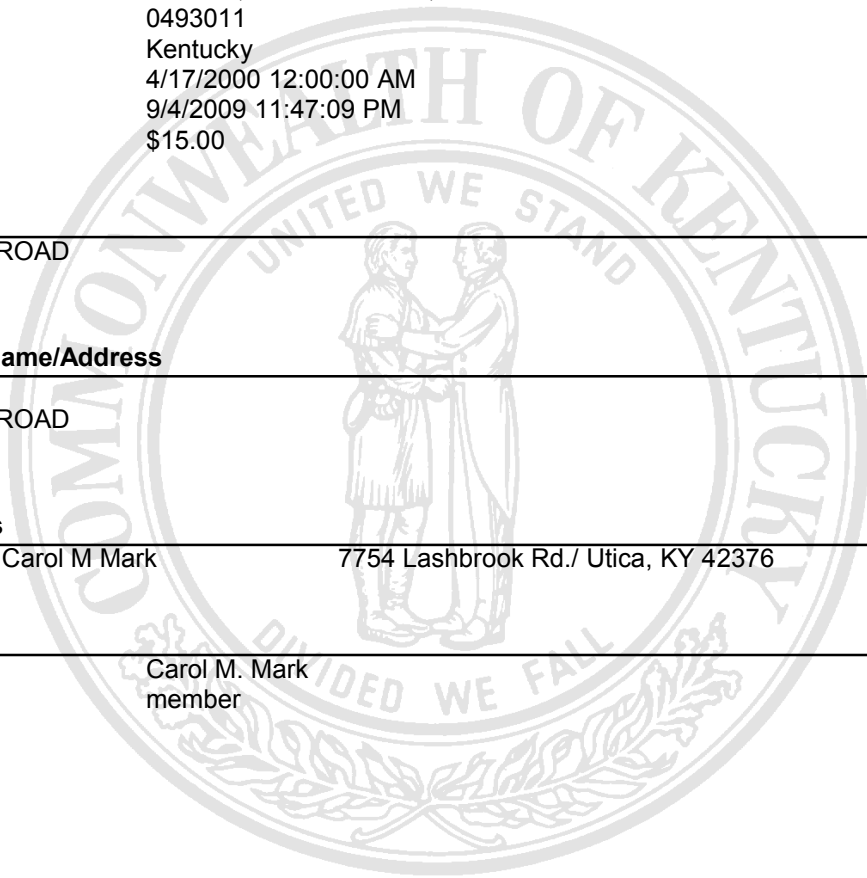 0493011
Kentucky
4/17/2000 12:00:00 AM
9/4/2009 11:47:09 PM
$15.00
COMMONWEALTH OF KENTUCKY
UNITED WE STAND
ROAD
ame/Address
ROAD
s
Carol M Mark 7754 Lashbrook Rd./ Utica, KY 42376
DIVIDED WE FALL
Carol M. Mark
member